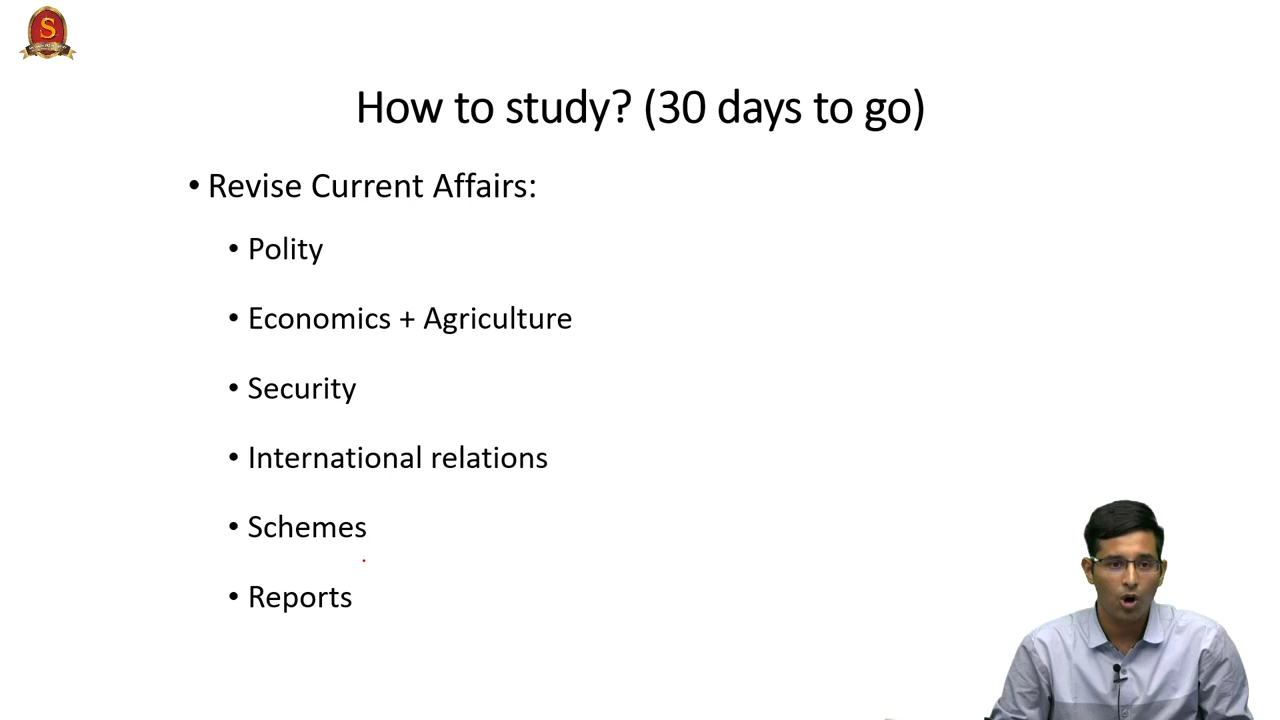 S
How to study? (30 days to go)
• Revise Current Affairs:
• Polity
• Economics + Agriculture
• Security
• International relations
• Schemes
• Reports